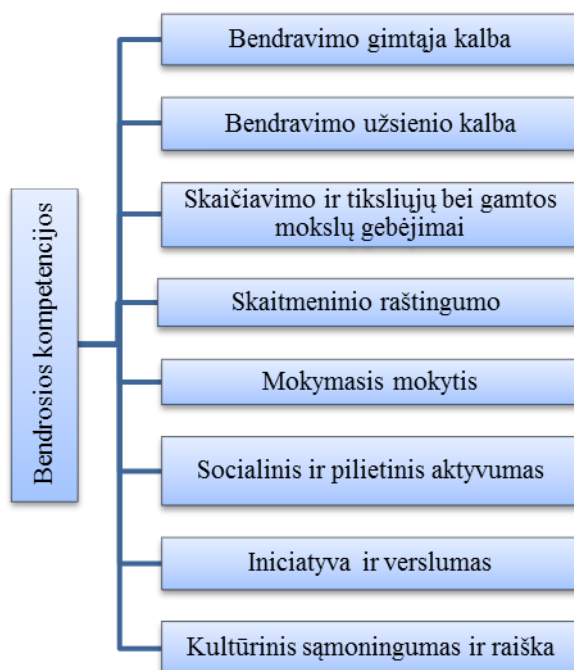 Bendrosios kompetencijos
Bendravimo gimtąja kalba
Bendravimo užsienio kalba
Skaičiavimo ir tiksliųjų bei gamtos
mokslų gebėjimai
Skaitmeninio raštingumo
Mokymasis mokytis
Socialinis ir pilietinis aktyvumas
Iniciatyva ir verslumas
Kultūrinis sąmoningumas ir raiška